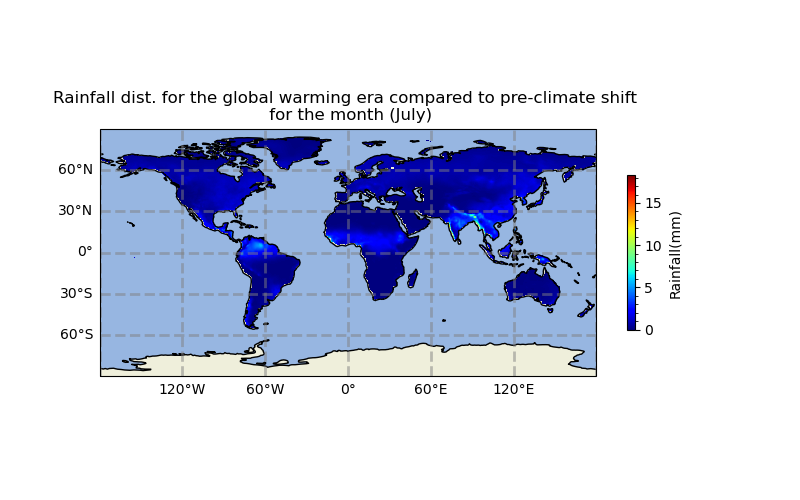 Rainfall dist. for the global warming era compared to pre-climate shift
for the month (July)
60°N
30°N
0°
30°S
60°S
120°W 60°W 0° 60°E 120°E
15
10
5
0
Rainfall(mm)